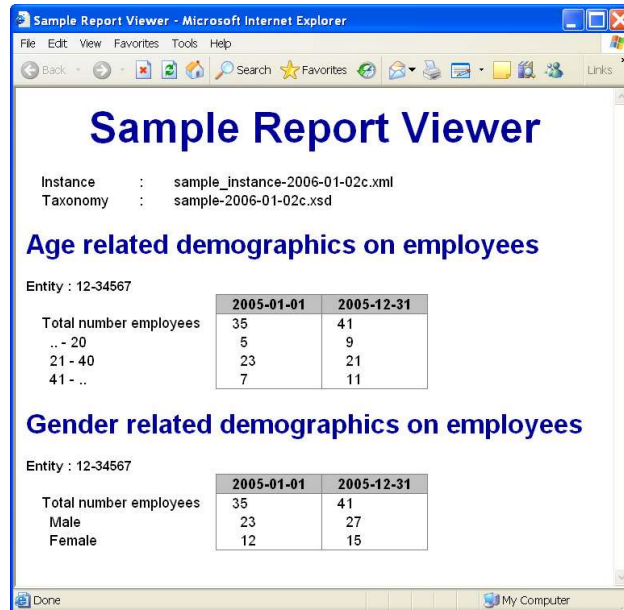 Sample Report Viewer - Microsoft Internet Explorer
File Edit View Favorites Tools Help
Back Search Favorites Links
Sample Report Viewer
Instance : sample_instance-2006-01-02c.xml
Taxonomy : sample-2006-01-02c.xsd
Age related demographics on employees
Entity : 12-34567
2005-01-01 2005-12-31
Total number employees 35 41
.. - 20 5 9
21 - 40 23 21
41 - .. 7 11
Gender related demographics on employees
Entity : 12-34567
2005-01-01 2005-12-31
Total number employees 35 41
Male 23 27
Female 12 15
Done My Computer